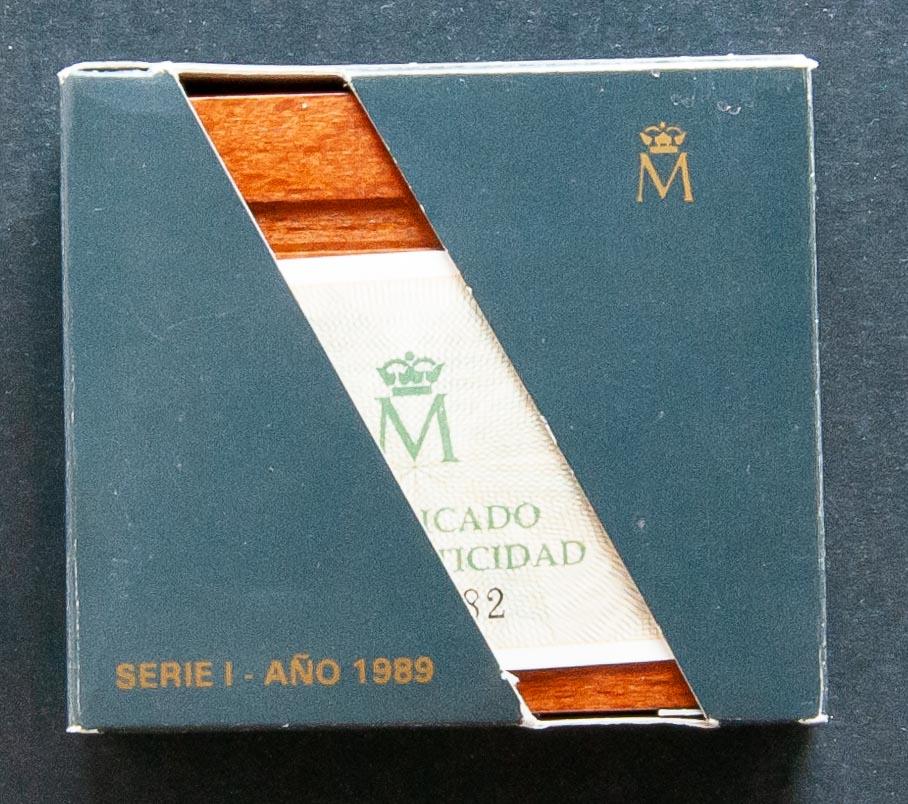 M
M
ICADO
TICIDAD
82
SERIE I - AÑO 1989